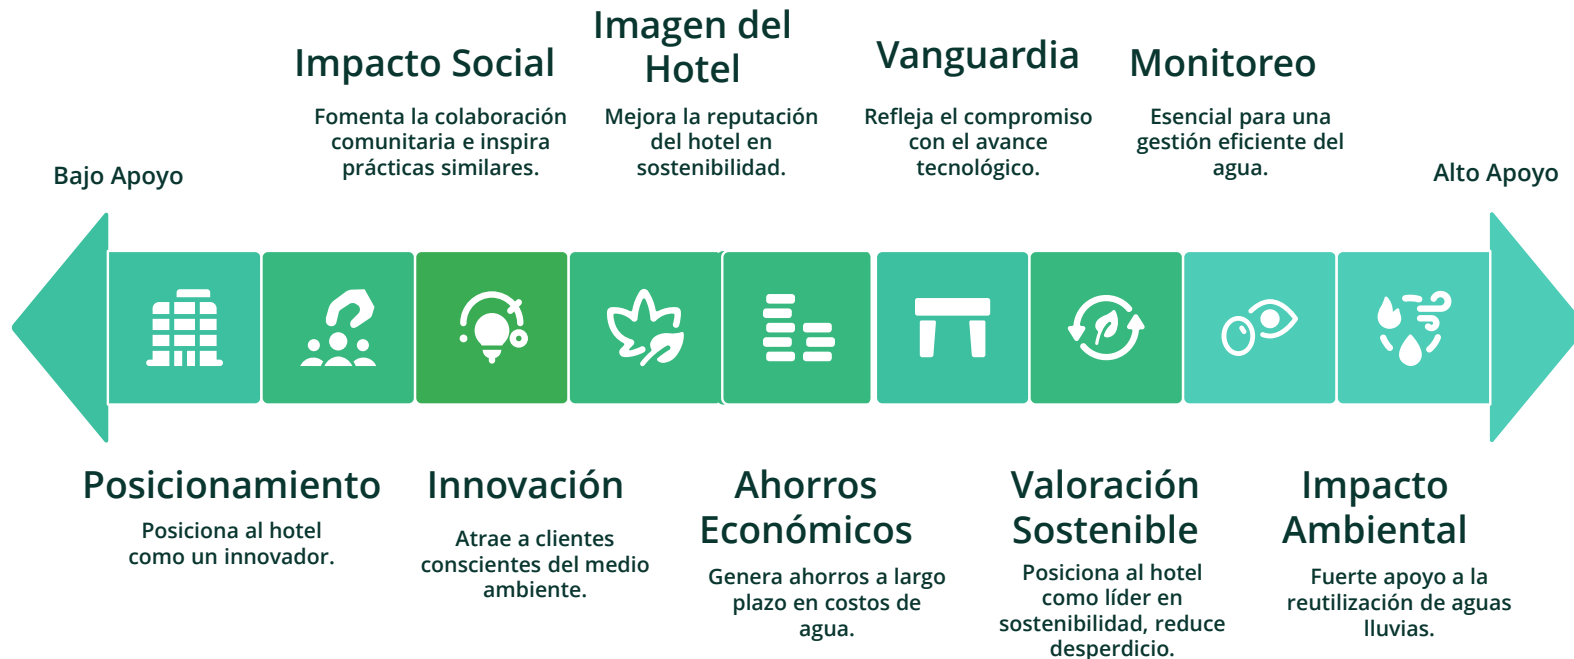 Bajo Apoyo
Impacto Social
Fomenta la colaboración
comunitaria e inspira
prácticas similares.
Imagen del
Hotel
Mejora la reputación
del hotel en
sostenibilidad.
Vanguardia
Refleja el compromiso
con el avance
tecnológico.
Monitoreo
Esencial para una
gestión eficiente del
agua.
Alto Apoyo
Posicionamiento
Posiciona al hotel
como un innovador.
Innovación
Atrae a clientes
conscientes del medio
ambiente.
Ahorros
Económicos
Genera ahorros a largo
plazo en costos de
agua.
Valoración
Sostenible
Posiciona al hotel
como líder en
sostenibilidad, reduce
desperdicio.
Impacto
Ambiental
Fuerte apoyo a la
reutilización de aguas
lluvias.